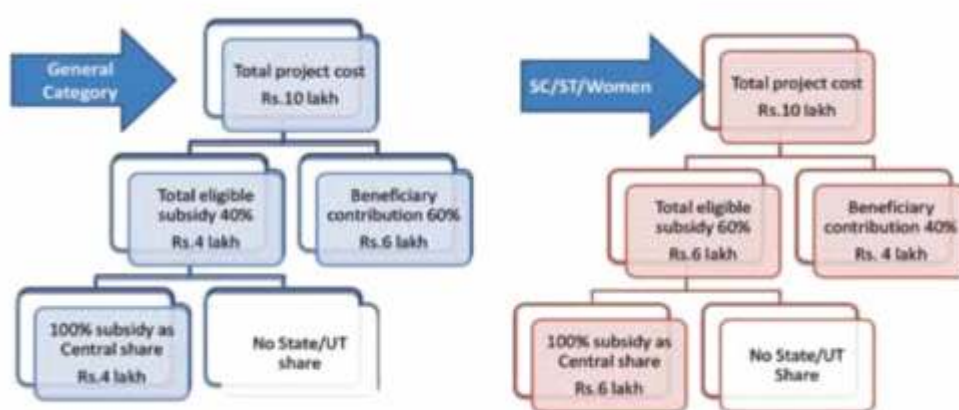 General
Category
Total project cost
Rs.10 lakh
Total eligible
subsidy 40%
Rs.4 lakh
Beneficiary
contribution 60%
Rs.6 lakh
100% subsidy as
Central share
Rs.4 lakh
No State/UT
share
SC/ST/Women
Total project cost
Rs.10 lakh
Total eligible
subsidy 60%
Rs.6 lakh
Beneficiary
contribution 40%
Rs. 4 lakh
100% subsidy as
Central share
Rs.6 lakh
No State/UT
Share